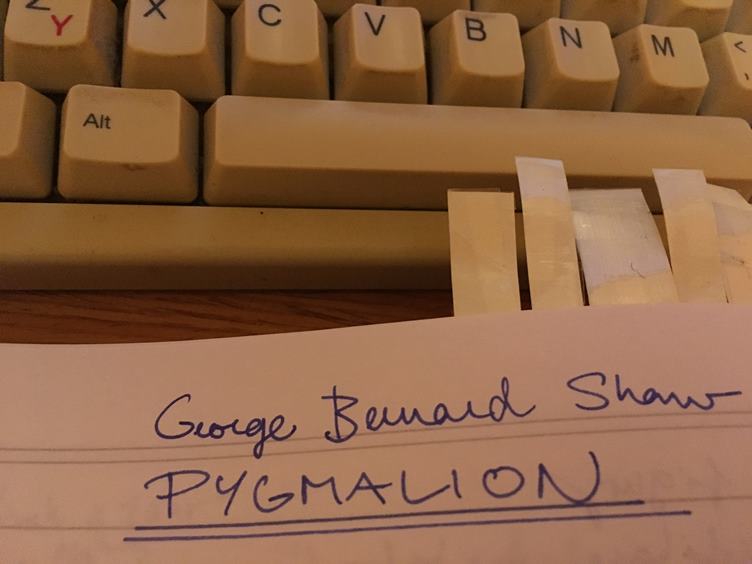 Z Y X C V B N M < ,
Alt
George Bernard Shaw
PYGMALION